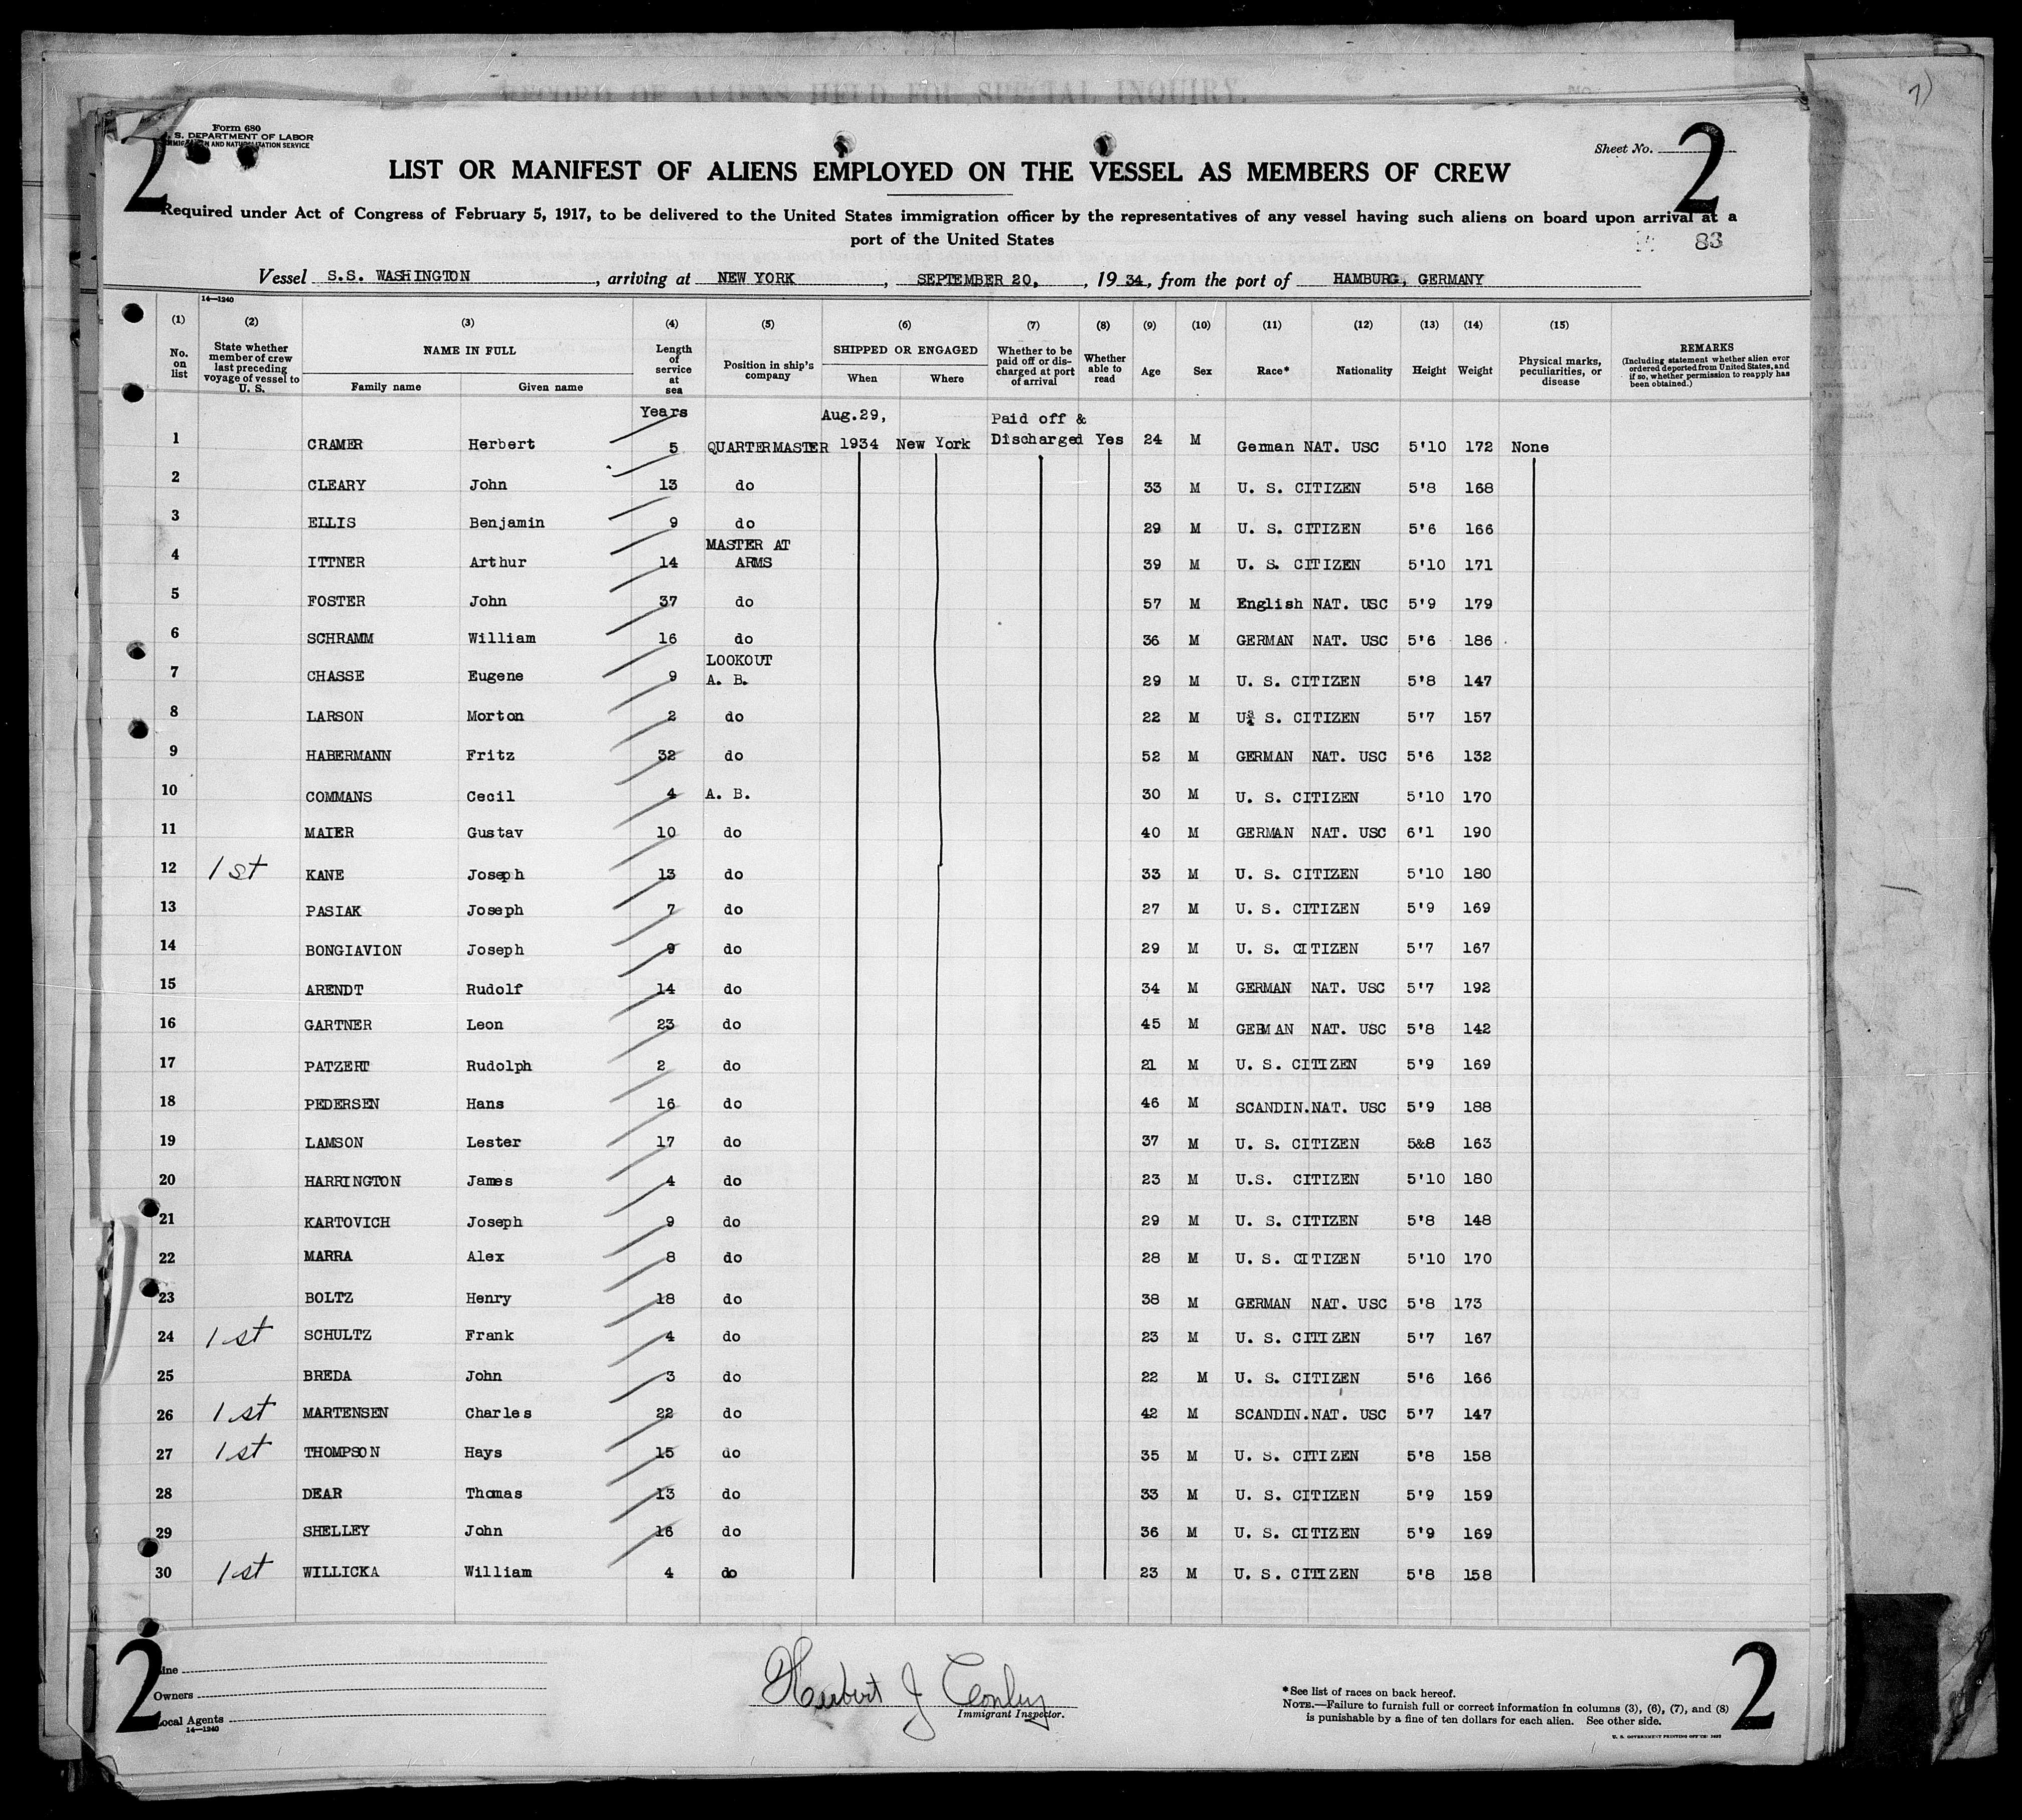 RECORD OF ALIENS HELD FOR SPECIAL INQUIRY.
7)
Form 680
U. S. DEPARTMENT OF LABOR
IMMIGRATION AND NATURALIZATION SERVICE
2
Sheet No. 2
LIST OR MANIFEST OF ALIENS EMPLOYED ON THE VESSEL AS MEMBERS OF CREW
Required under Act of Congress of February 5, 1917, to be delivered to the United States immigration officer by the representatives of any vessel having such aliens on board upon arrival at a
port of the United States
83
Vessel S.S. WASHINGTON, arriving at NEW YORK, SEPTEMBER 20, , 1934, from the port of HAMBURG, GERMANY
14—1240
(1) (2) (3) (4) (5) (6) (7) (8) (9) (10) (11) (12) (13) (14) (15)
No. on list State whether member of crew last preceding voyage of vessel to U. S. NAME IN FULL Family name Given name Length of service at sea Position in ship's company SHIPPED OR ENGAGED When Where Whether to be paid off or discharged at port of arrival Whether able to read Age Sex Race* Nationality Height Weight Physical marks, peculiarities, or disease REMARKS (Including statement whether alien ever ordered deported from United States, and if so, whether permission to reapply has been obtained.)
Years Aug.29, Paid off &
1 CRAMER Herbert 5 QUARTERMASTER 1934 New York Discharged Yes 24 M German NAT. USC 5'10 172 None
2 CLEARY John 13 do 33 M U. S. CITIZEN 5'8 168
3 ELLIS Benjamin 9 do 29 M U. S. CITIZEN 5'6 166
4 ITTNER Arthur 14 MASTER AT ARMS 39 M U. S. CITIZEN 5'10 171
5 FOSTER John 37 do 57 M English NAT. USC 5'9 179
6 SCHRAMM William 16 do 36 M GERMAN NAT. USC 5'6 186
7 CHASSE Eugene 9 LOOKOUT A. B. 29 M U. S. CITIZEN 5'8 147
8 LARSON Morton 2 do 22 M U. S. CITIZEN 5'7 157
9 HABERMANN Fritz 32 do 52 M GERMAN NAT. USC 5'6 132
10 COMMANS Cecil 4 A. B. 30 M U. S. CITIZEN 5'10 170
11 MAIER Gustav 10 do 40 M GERMAN NAT. USC 6'1 190
12 1st KANE Joseph 13 do 33 M U. S. CITIZEN 5'10 180
13 PASIAK Joseph 7 do 27 M U. S. CITIZEN 5'9 169
14 BONGIAVION Joseph 9 do 29 M U. S. CITIZEN 5'7 167
15 ARENDT Rudolf 14 do 34 M GERMAN NAT. USC 5'7 192
16 GARTNER Leon 23 do 45 M GERMAN NAT. USC 5'8 142
17 PATZERT Rudolph 2 do 21 M U. S. CITIZEN 5'9 169
18 PEDERSEN Hans 16 do 46 M SCANDIN.NAT. USC 5'9 188
19 LAMSON Lester 17 do 37 M U. S. CITIZEN 5&8 163
20 HARRINGTON James 4 do 23 M U.S. CITIZEN 5'10 180
21 KARTOVICH Joseph 9 do 29 M U. S. CITIZEN 5'8 148
22 MARRA Alex 8 do 28 M U. S. CITIZEN 5'10 170
23 BOLTZ Henry 18 do 38 M GERMAN NAT. USC 5'8 173
24 1st SCHULTZ Frank 4 do 23 M U. S. CITIZEN 5'7 167
25 BREDA John 3 do 22 M U. S. CITIZEN 5'6 166
26 1st MARTENSEN Charles 22 do 42 M SCANDIN.NAT. USC 5'7 147
27 1st THOMPSON Hays 15 do 35 M U. S. CITIZEN 5'8 158
28 DEAR Thomas 13 do 33 M U. S. CITIZEN 5'9 159
29 SHELLEY John 16 do 36 M U. S. CITIZEN 5'9 169
30 1st WILLICKA William 4 do 23 M U. S. CITIZEN 5'8 158
2
Line
Owners
Local Agents
14—1240
Herbert J Conley
Immigrant Inspector.
*See list of races on back hereof.
NOTE.—Failure to furnish full or correct information in columns (3), (6), (7), and (8)
is punishable by a fine of ten dollars for each alien. See other side.
U. S. GOVERNMENT PRINTING OFFICE:
2